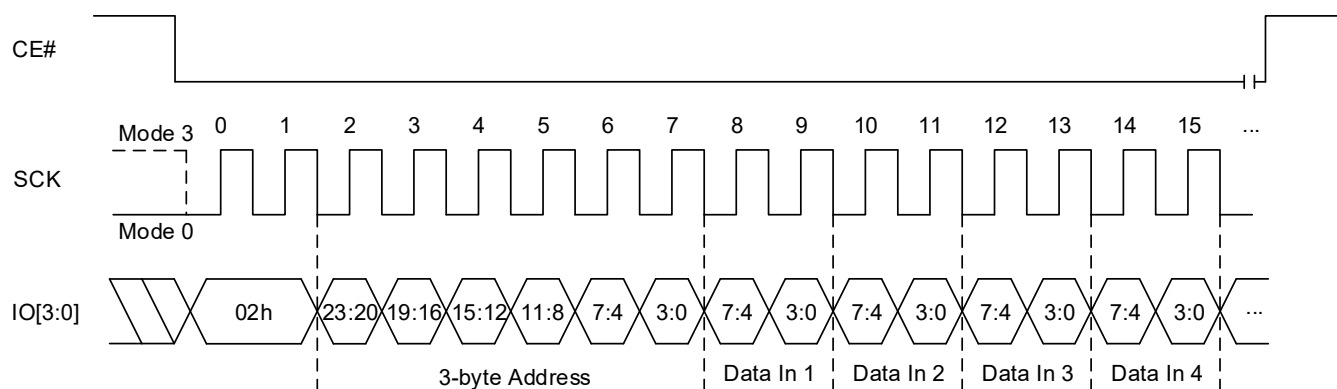 CE#
0 1 2 3 4 5 6 7 8 9 10 11 12 13 14 15 ...
Mode 3
SCK
Mode 0
IO[3:0] 02h 23:20 19:16 15:12 11:8 7:4 3:0 7:4 3:0 7:4 3:0 7:4 3:0 7:4 3:0 ...
3-byte Address Data In 1 Data In 2 Data In 3 Data In 4